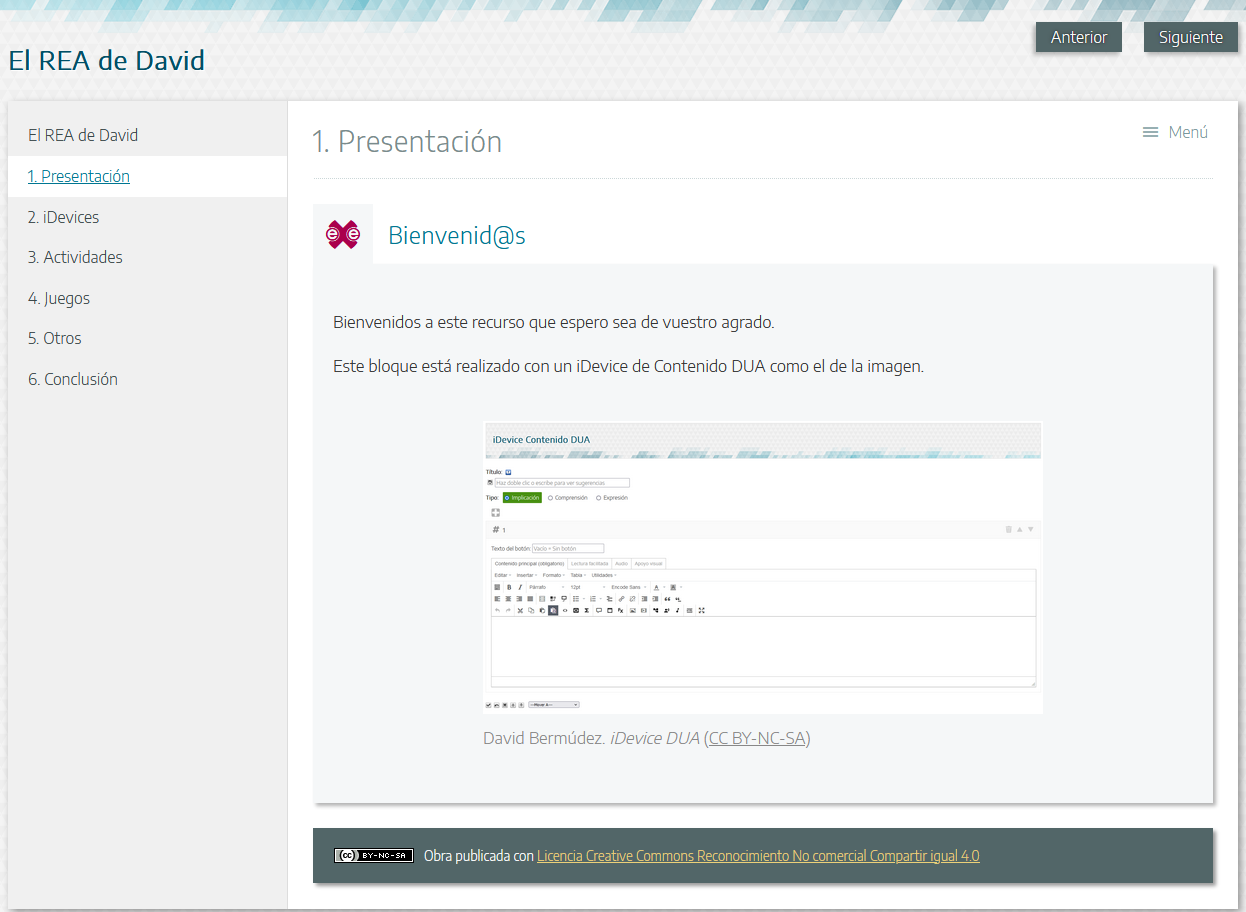 El REA de David
Anterior
Siguiente
El REA de David
1. Presentación
2. iDevices
3. Actividades
4. Juegos
5. Otros
6. Conclusión
1. Presentación
Menú
exe
Bienvenid@s
Bienvenidos a este recurso que espero sea de vuestro agrado.
Este bloque está realizado con un iDevice de Contenido DUA como el de la imagen.
iDevice Contenido DUA
Título:
Haz doble clic o escribe para ver sugerencias
Tipo: Implicación Comprensión Expresión
# 1
Texto del botón: Vacío = Sin botón
Contenido principal (obligatorio) Lectura facilitada Audio Apoyo visual
Editar Insertar Formato Tabla Utilidades
B I Párrafo 12pt Encode Sans A
David Bermúdez. iDevice DUA (CC BY-NC-SA)
cc BY-NC-SA Obra publicada con Licencia Creative Commons Reconocimiento No comercial Compartir igual 4.0